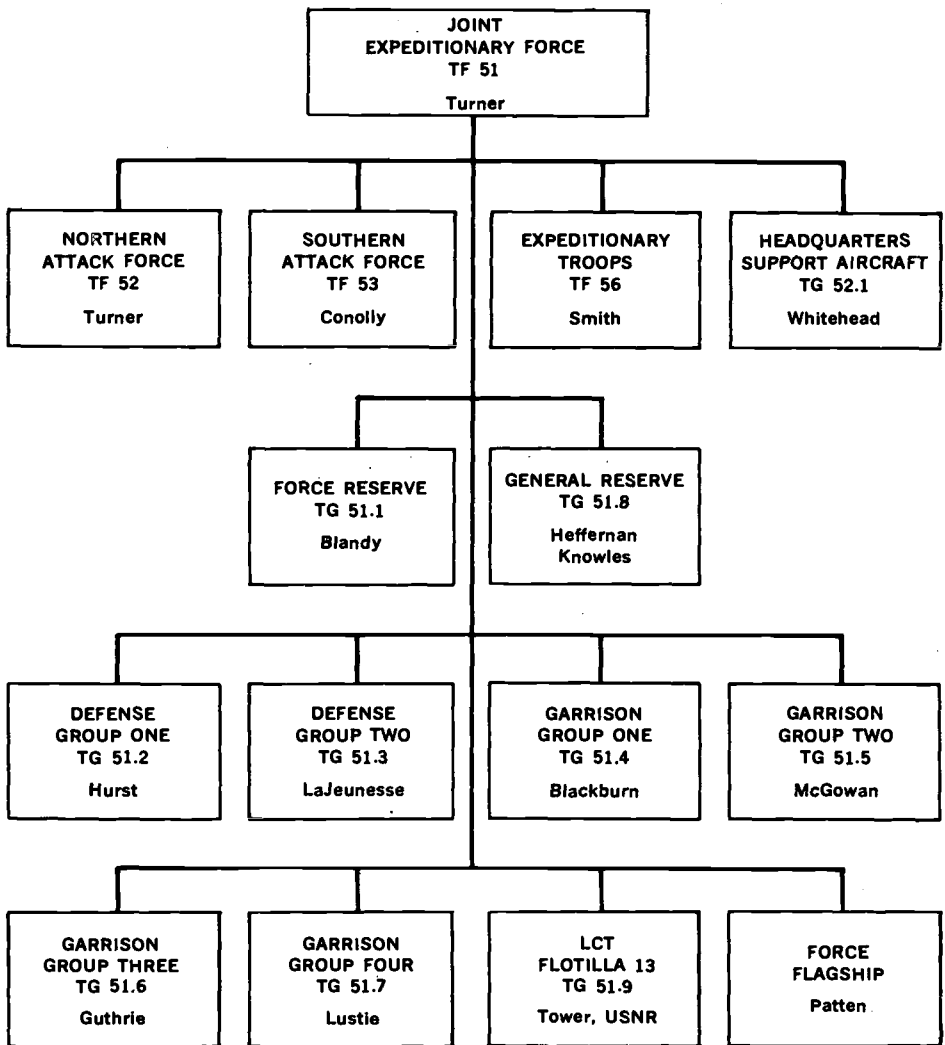 JOINT
EXPEDITIONARY FORCE
TF 51
Turner
NORTHERN
ATTACK FORCE
TF 52
Turner
SOUTHERN
ATTACK FORCE
TF 53
Conolly
EXPEDITIONARY
TROOPS
TF 56
Smith
HEADQUARTERS
SUPPORT AIRCRAFT
TG 52.1
Whitehead
FORCE RESERVE
TG 51.1
Blandy
GENERAL RESERVE
TG 51.8
Heffernan
Knowles
DEFENSE
GROUP ONE
TG 51.2
Hurst
DEFENSE
GROUP TWO
TG 51.3
LaJeunesse
GARRISON
GROUP ONE
TG 51.4
Blackburn
GARRISON
GROUP TWO
TG 51.5
McGowan
GARRISON
GROUP THREE
TG 51.6
Guthrie
GARRISON
GROUP FOUR
TG 51.7
Lustie
LCT
FLOTILLA 13
TG 51.9
Tower, USNR
FORCE
FLAGSHIP
Patten